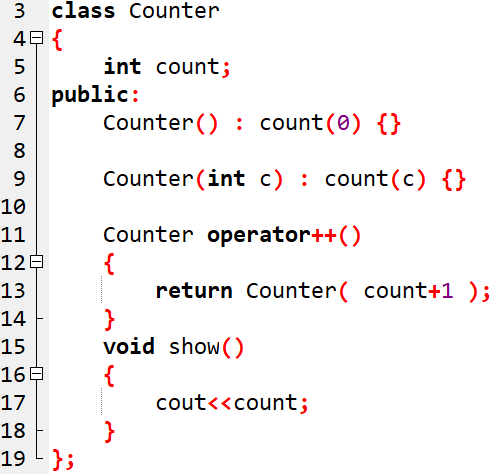 3 class Counter
4 {
5 int count;
6 public:
7 Counter() : count(0) {}
8
9 Counter(int c) : count(c) {}
10
11 Counter operator++()
12 {
13 return Counter( count+1 );
14 }
15 void show()
16 {
17 cout<<count;
18 }
19 };